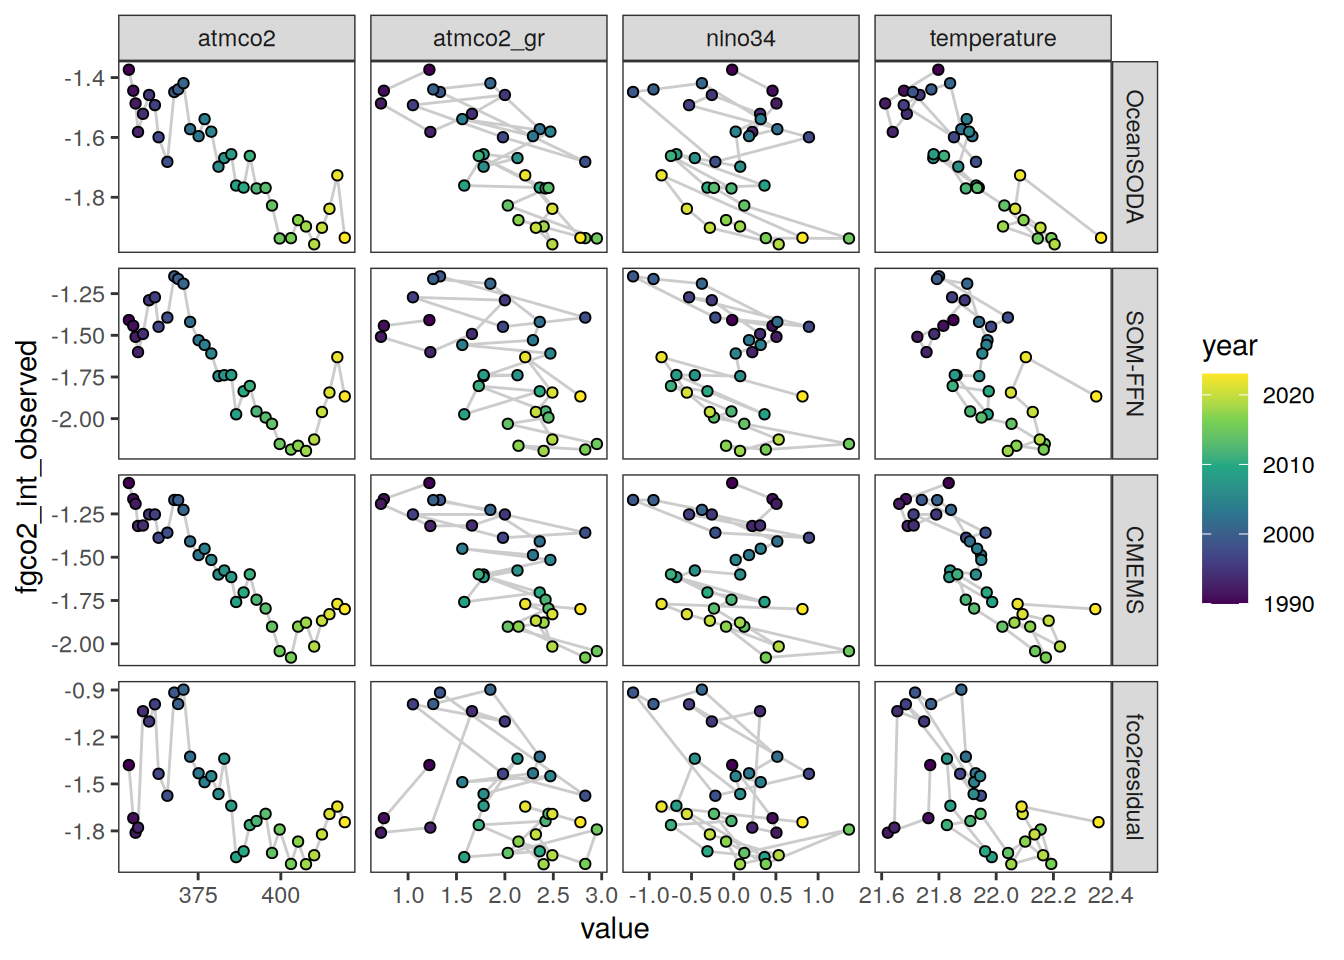 atmco2 atmco2_gr nino34 temperature
-1.4
-1.6
-1.8
OceanSODA
-1.25
-1.50
-1.75
-2.00
SOM-FFN
-1.25
-1.50
-1.75
-2.00
CMEMS
-0.9
-1.2
-1.5
-1.8
fco2residual
375 400 1.0 1.5 2.0 2.5 3.0 -1.0 -0.5 0.0 0.5 1.0 21.6 21.8 22.0 22.2 22.4
value
fgco2_int_observed
year
2020
2010
2000
1990